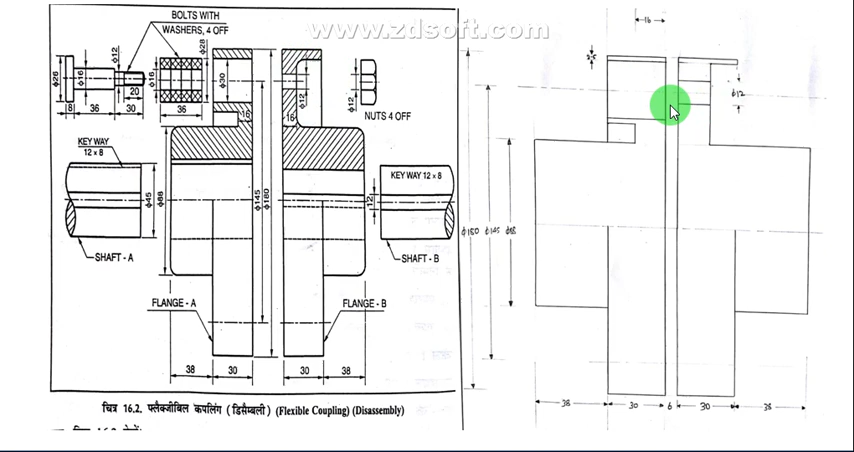 www.zdsoft.com
BOLTS WITH
WASHERS, 4 OFF
ϕ26
ϕ16
ϕ12
20
8
36
30
ϕ16
ϕ28
36
ϕ30
16
16
ϕ12
ϕ12
NUTS 4 OFF
KEY WAY
12 × 8
ϕ45
ϕ88
ϕ145
ϕ180
12
KEY WAY 12 × 8
SHAFT - A
SHAFT - B
FLANGE - A
FLANGE - B
38
30
30
38
चित्र 16.2. फ्लैक्जीबिल कपलिंग (डिसैम्बली) (Flexible Coupling) (Disassembly)
16
ϕ12
ϕ180
ϕ145
ϕ88
38
30
6
30
38